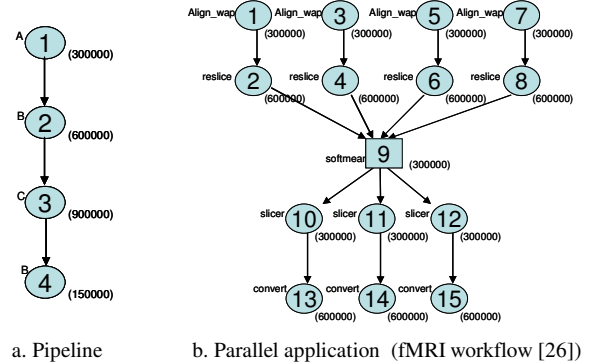 A 1 (300000)
B 2 (600000)
C 3 (900000)
B 4 (150000)
a. Pipeline
Align_wap 1 (300000) Align_wap 3 (300000) Align_wap 5 (300000) Align_wap 7 (300000)
reslice 2 (600000) reslice 4 (600000) reslice 6 (600000) reslice 8 (600000)
softmean 9 (300000)
slicer 10 (300000) slicer 11 (300000) slicer 12 (300000)
convert 13 (600000) convert 14 (600000) convert 15 (600000)
b. Parallel application (fMRI workflow [26])